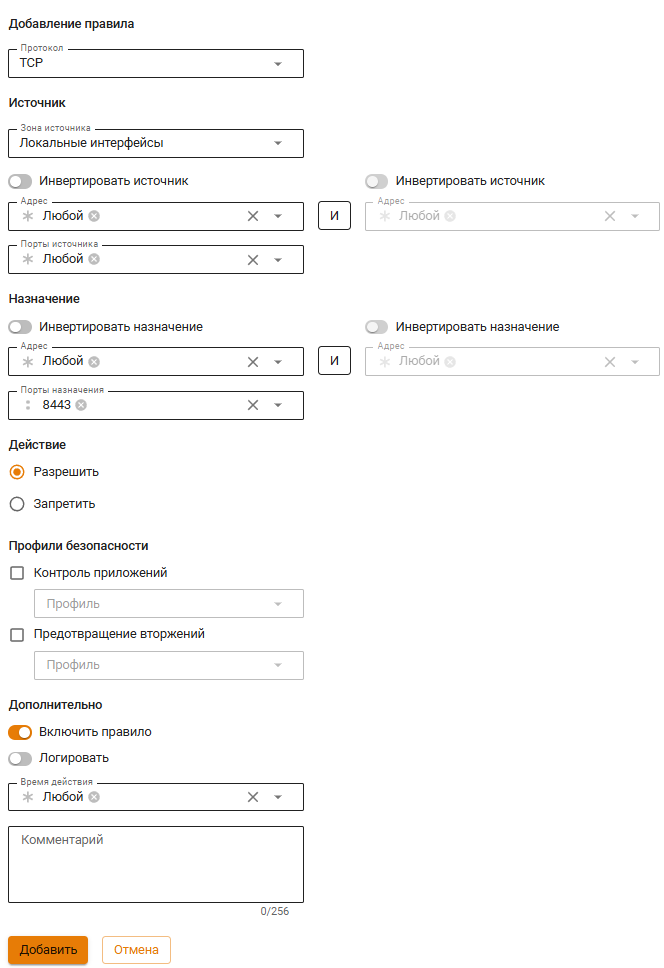 Добавление правила
Протокол
TCP
Источник
Зона источника
Локальные интерфейсы
Инвертировать источник
Инвертировать источник
Адрес
Любой
И
Адрес
Любой
Порты источника
Любой
Назначение
Инвертировать назначение
Инвертировать назначение
Адрес
Любой
И
Адрес
Любой
Порты назначения
8443
Действие
Разрешить
Запретить
Профили безопасности
Контроль приложений
Профиль
Предотвращение вторжений
Профиль
Дополнительно
Включить правило
Логировать
Время действия
Любой
Комментарий
0/256
Добавить
Отмена